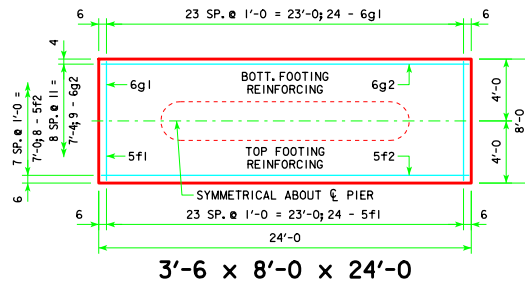 6
23 SP.@ 1'-0 = 23'-0; 24 - 6g1
6
4
8 SP.@ 11 =
7'-4; 9 - 6g2
7 SP.@ 1'-0 =
7'-0; 8 - 5f2
6
6g1
BOTT. FOOTING
REINFORCING
6g2
4'-0
8'-0
4'-0
5f1
TOP FOOTING
REINFORCING
5f2
SYMMETRICAL ABOUT ℄ PIER
6
23 SP.@ 1'-0 = 23'-0; 24 - 5f1
6
24'-0
3'-6 x 8'-0 x 24'-0